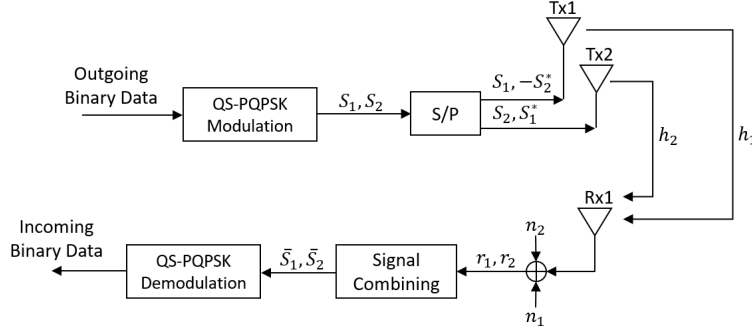 Tx1
Tx2
Outgoing
Binary Data
QS-PQPSK
Modulation
S₁, S₂
S/P
S₁, −S₂*
S₂, S₁*
h₂
h₁
Rx1
Incoming
Binary Data
QS-PQPSK
Demodulation
S̄₁, S̄₂
Signal
Combining
r₁, r₂
n₂
n₁